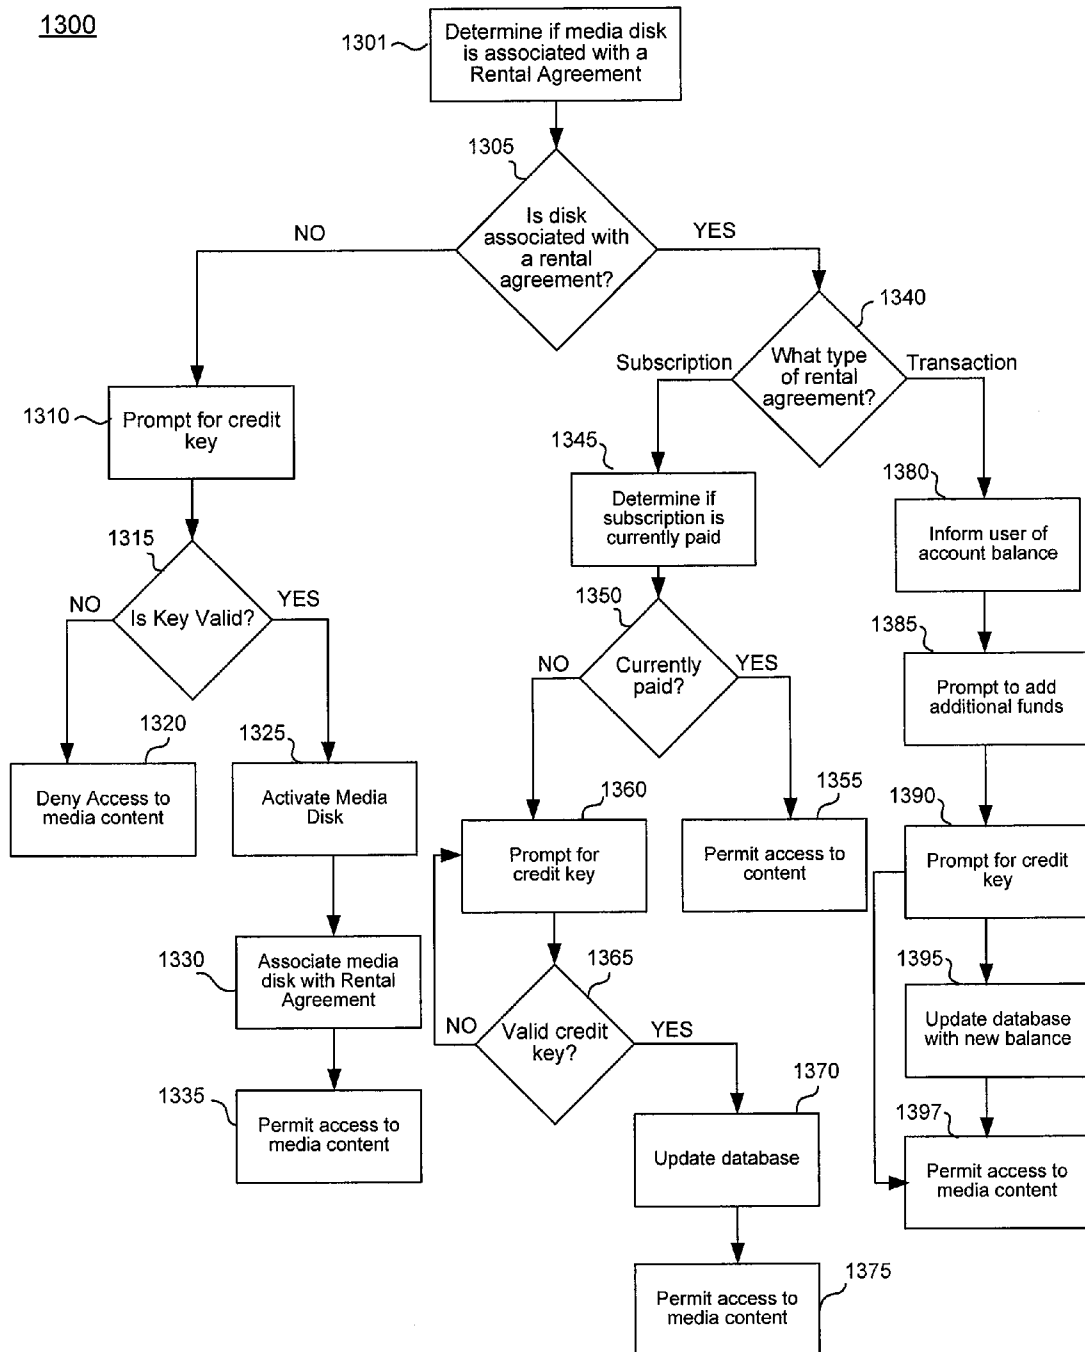 1300
1301
Determine if media disk
is associated with a
Rental Agreement
1305
Is disk
associated with
a rental
agreement?
NO
YES
1340
What type
of rental
agreement?
Subscription
Transaction
1310
Prompt for credit
key
1315
Is Key Valid?
NO
YES
1320
Deny Access to
media content
1325
Activate Media
Disk
1330
Associate media
disk with Rental
Agreement
1335
Permit access to
media content
1345
Determine if
subscription is
currently paid
1350
Currently
paid?
NO
YES
1355
Permit access to
content
1360
Prompt for
credit key
1365
Valid credit
key?
NO
YES
1370
Update database
1375
Permit access to
media content
1380
Inform user of
account balance
1385
Prompt to add
additional funds
1390
Prompt for credit
key
1395
Update database
with new balance
1397
Permit access to
media content